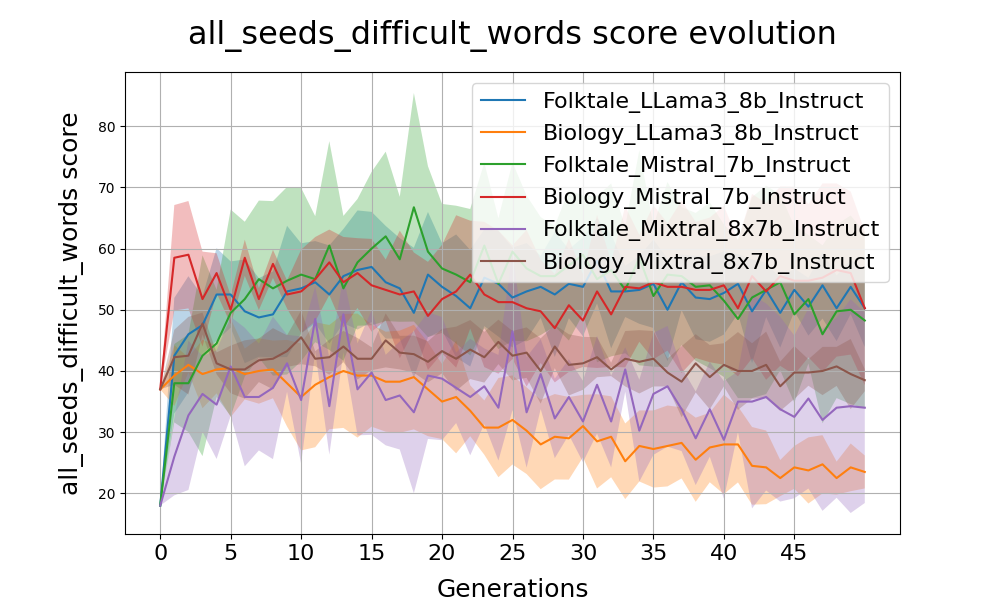 all_seeds_difficult_words score evolution
all_seeds_difficult_words score
80
70
60
50
40
30
20
Folktale_LLama3_8b_Instruct
Biology_LLama3_8b_Instruct
Folktale_Mistral_7b_Instruct
Biology_Mistral_7b_Instruct
Folktale_Mixtral_8x7b_Instruct
Biology_Mixtral_8x7b_Instruct
0 5 10 15 20 25 30 35 40 45
Generations